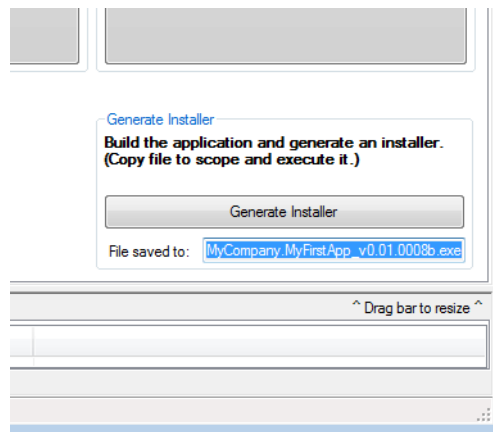 Generate Installer
Build the application and generate an installer.
(Copy file to scope and execute it.)
Generate Installer
File saved to: MyCompany.MyFirstApp_v0.01.0008b.exe
^ Drag bar to resize ^